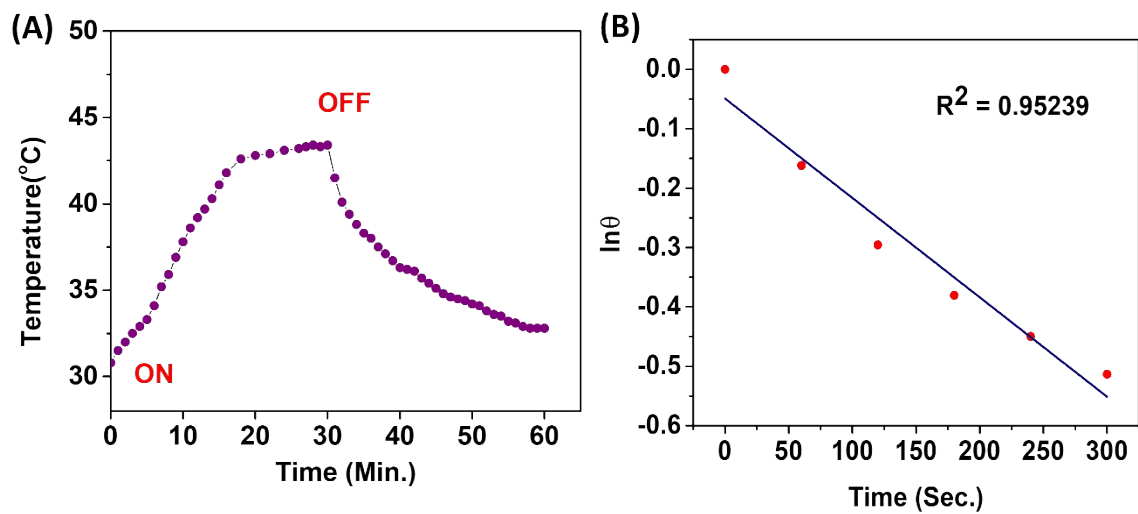 (A)
50
45
40
35
30
Temperature(°C)
ON
OFF
0 10 20 30 40 50 60
Time (Min.)
(B)
0.0
-0.1
-0.2
-0.3
-0.4
-0.5
-0.6
lnθ
R² = 0.95239
0 50 100 150 200 250 300
Time (Sec.)